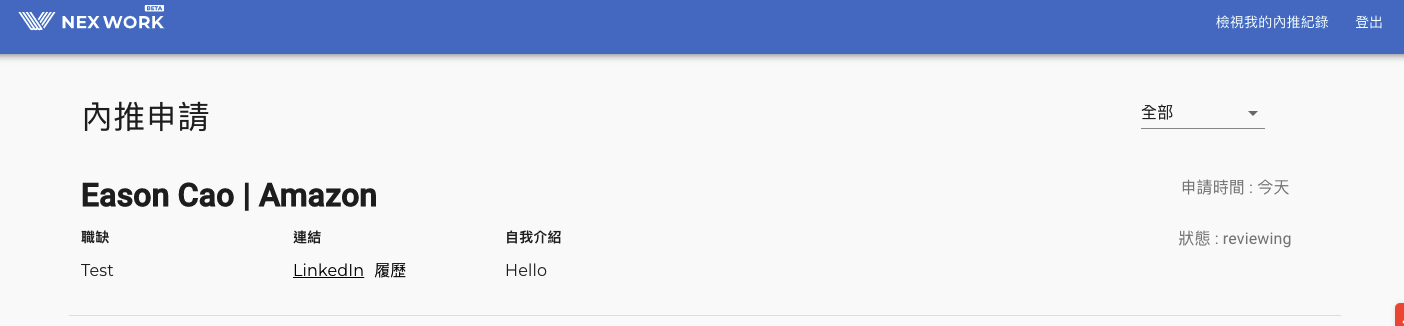 BETA
NEXWORK
檢視我的內推紀錄 登出
內推申請
全部
Eason Cao | Amazon
申請時間 : 今天
職缺 連結 自我介紹
狀態 : reviewing
Test LinkedIn 履歷 Hello